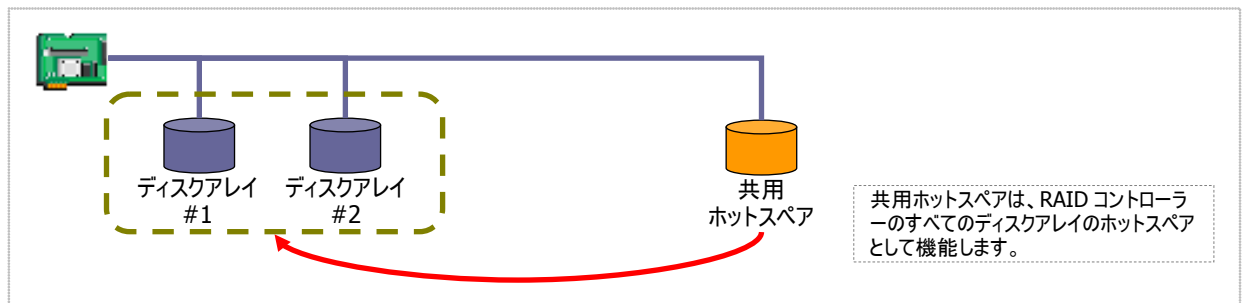 ディスクアレイ
#1
ディスクアレイ
#2
共用
ホットスペア
共用ホットスペアは、RAID コントローラ
ーのすべてのディスクアレイのホットスペア
として機能します。